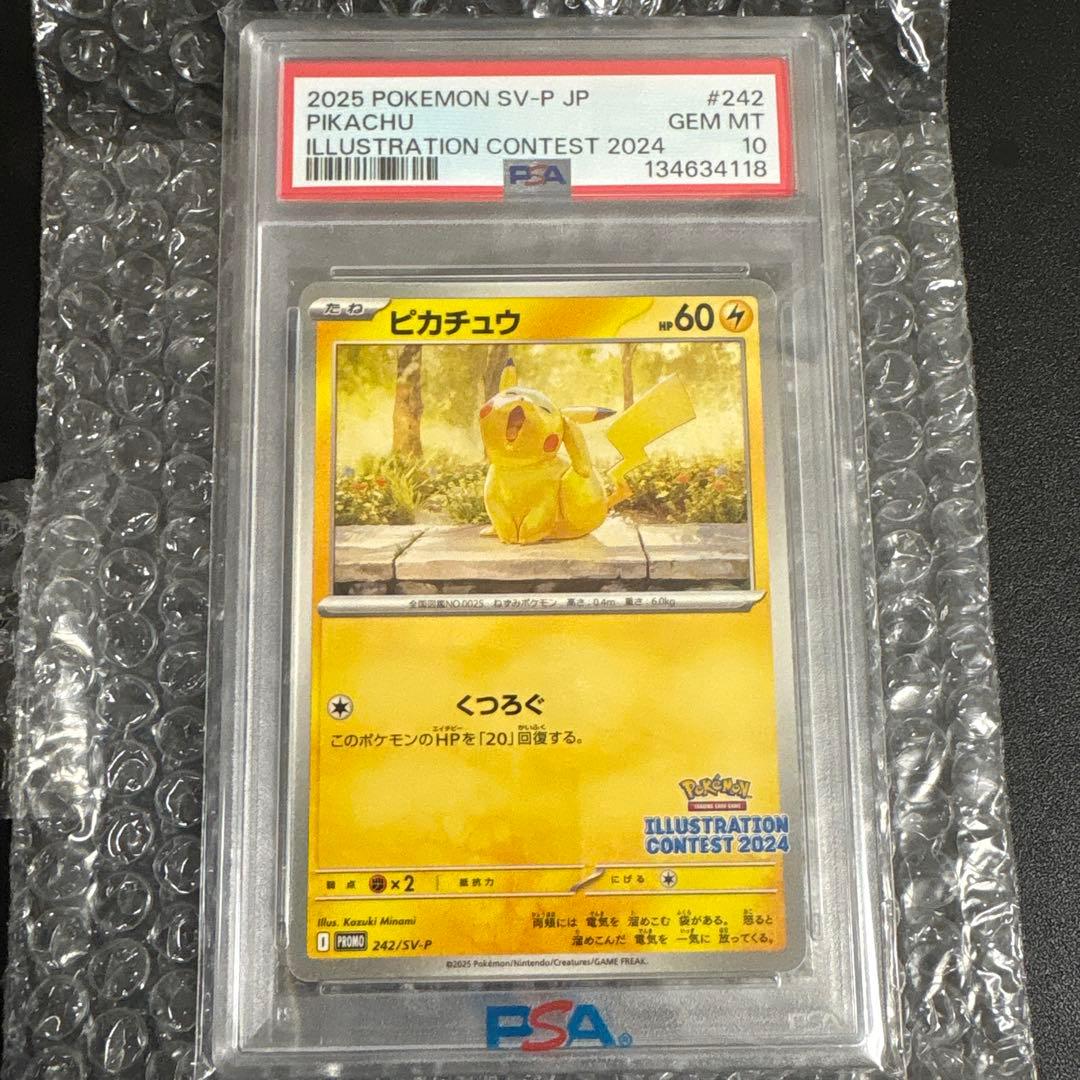 2025 POKEMON SV-P JP #242
PIKACHU GEM MT
ILLUSTRATION CONTEST 2024 10
PSA 134634118
たね ピカチュウ HP60
全国図鑑NO.0025 ねずみポケモン 高さ：0.4m 重さ：6.0kg
くつろぐ
このポケモンのHPを「20」回復する。
Pokémon
TRADING CARD GAME
ILLUSTRATION
CONTEST 2024
弱点 ×2 抵抗力 にげる
Illus. Kazuki Minami
両頬には 電気を 溜めこむ 袋がある。 怒ると
溜めこんだ 電気を 一気に 放ってくる。
I PROMO 242/SV-P
©2025 Pokémon/Nintendo/Creatures/GAME FREAK.
PSA®